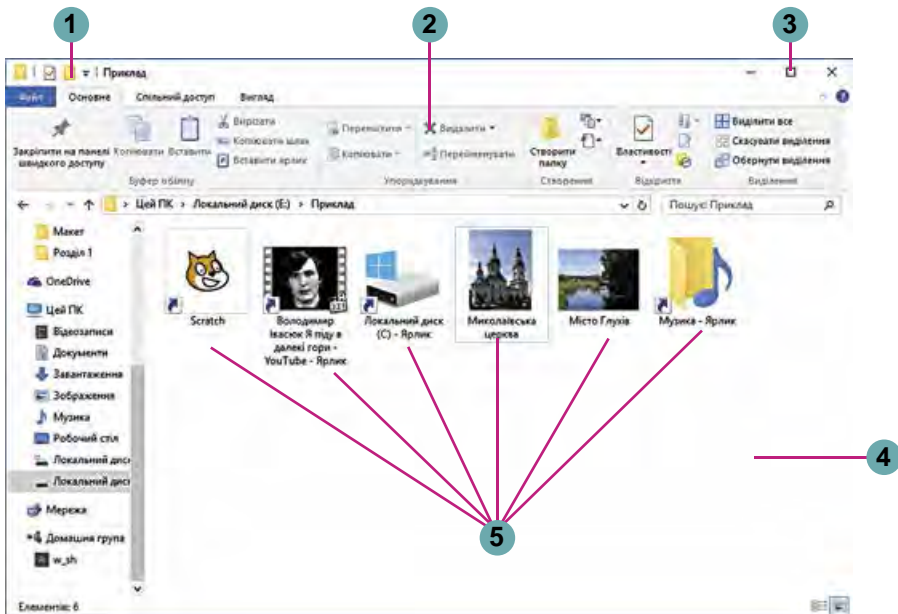 1 2 3
Приклад
Файл Основне Спільний доступ Вигляд
Закріпити на панелі швидкого доступу
Копіювати
Вставити
Вирізати
Копіювати шлях
Вставити ярлик
Буфер обміну
Перемістити
Копіювати
Видалити
Перейменувати
Упорядкування
Створити папку
Створення
Властивості
Відкриття
Виділити все
Скасувати виділення
Обернути виділення
Виділення
Цей ПК › Локальний диск (E:) › Приклад
Пошук: Приклад
Макет
Розділ 1
OneDrive
Цей ПК
Відеозаписи
Документи
Завантаження
Зображення
Музика
Робочий стіл
Локальний диск
Локальний диск
Мережа
Домашня група
w_sh
Scratch
Володимир
Івасюк Я піду в
далекі гори -
YouTube - Ярлик
Локальний диск
(C) - Ярлик
Миколаївська
церква
Місто Глухів
Музика - Ярлик
4
5
Елементів: 6